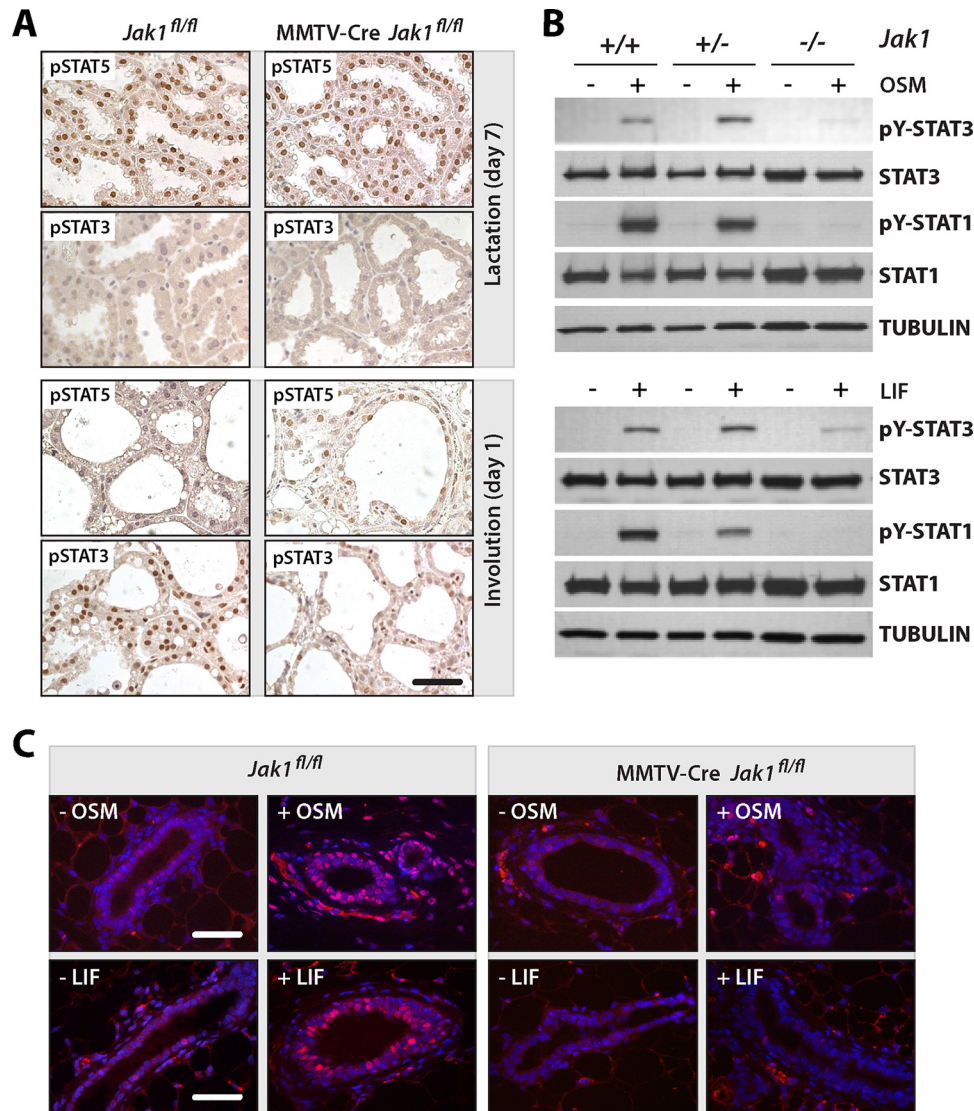 A
Jak1 fl/fl
MMTV-Cre Jak1 fl/fl
pSTAT5
pSTAT5
pSTAT3
pSTAT3
Lactation (day 7)
pSTAT5
pSTAT5
pSTAT3
pSTAT3
Involution (day 1)
B
+/+ +/- -/- Jak1
- + - + - + OSM
pY-STAT3
STAT3
pY-STAT1
STAT1
TUBULIN
- + - + - + LIF
pY-STAT3
STAT3
pY-STAT1
STAT1
TUBULIN
C
Jak1 fl/fl
MMTV-Cre Jak1 fl/fl
- OSM
+ OSM
- OSM
+ OSM
- LIF
+ LIF
- LIF
+ LIF